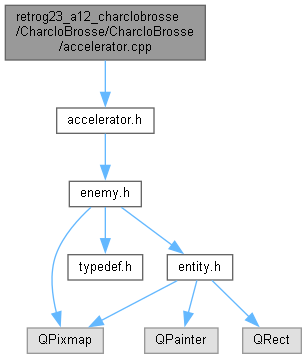 retrog23_a12_charclobrosse
/CharcloBrosse/CharcloBrosse
/accelerator.cpp
accelerator.h
enemy.h
typedef.h
entity.h
QPixmap
QPainter
QRect